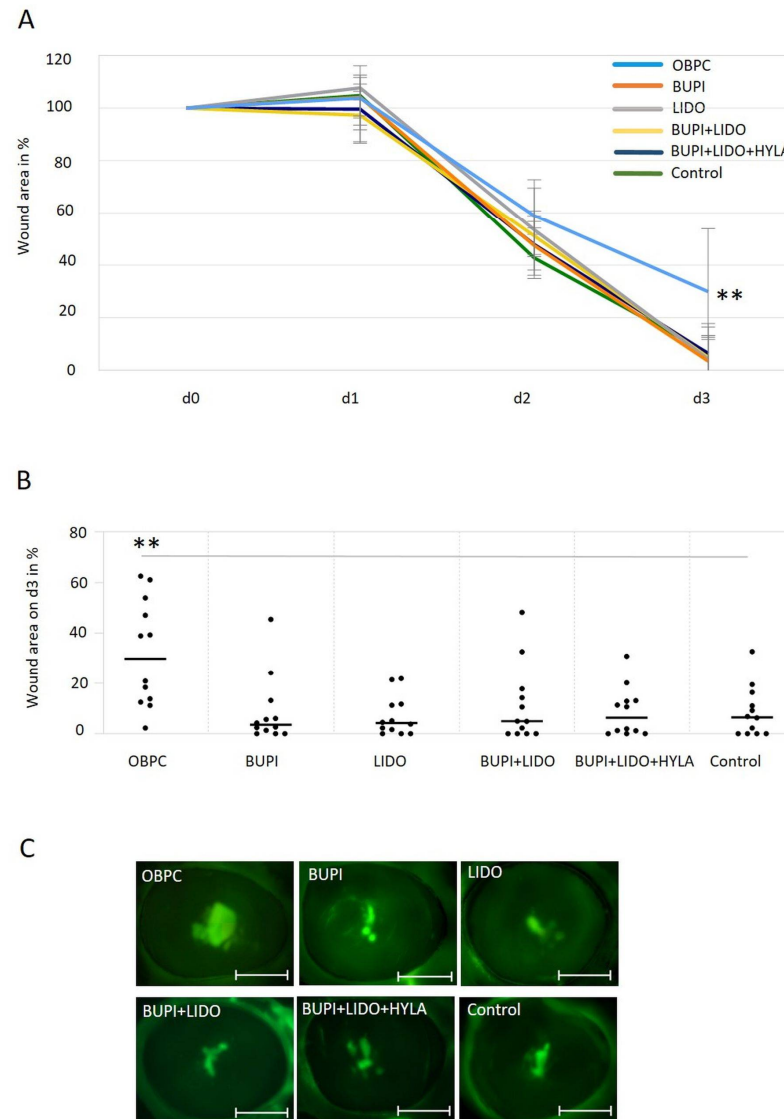 A
Wound area in %
120
100
80
60
40
20
0
d0 d1 d2 d3
OBPC
BUPI
LIDO
BUPI+LIDO
BUPI+LIDO+HYLA
Control
**
B
Wound area on d3 in %
80
60
40
20
0
**
OBPC BUPI LIDO BUPI+LIDO BUPI+LIDO+HYLA Control
C
OBPC BUPI LIDO
BUPI+LIDO BUPI+LIDO+HYLA Control